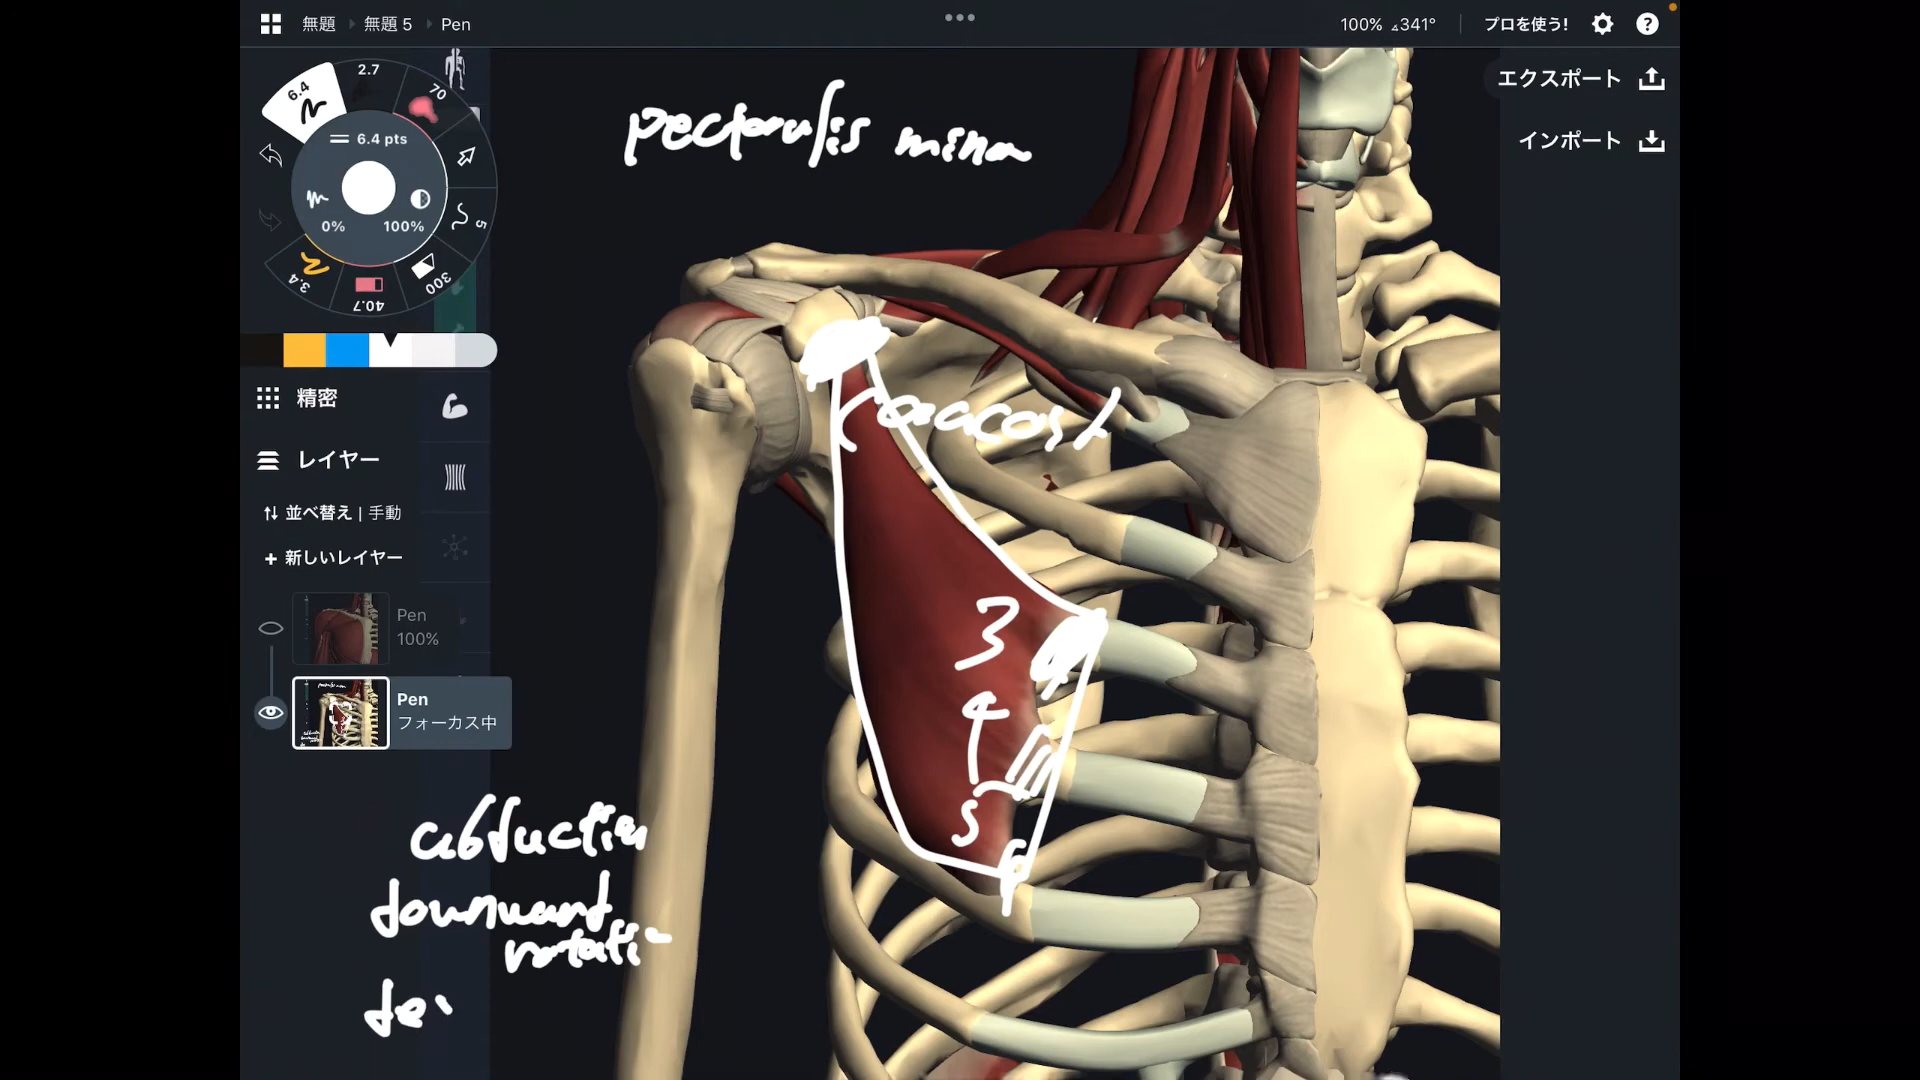 無題 無題 5 Pen
100% ⊿341°
プロを使う!
エクスポート
インポート
2.7
6.4
70
6.4 pts
5
0% 100%
3.4
40.7
300
精密
レイヤー
並べ替え | 手動
+ 新しいレイヤー
Pen
100%
Pen
フォーカス中
pectoralis minor
3
4
5
abduction
downward
rotation